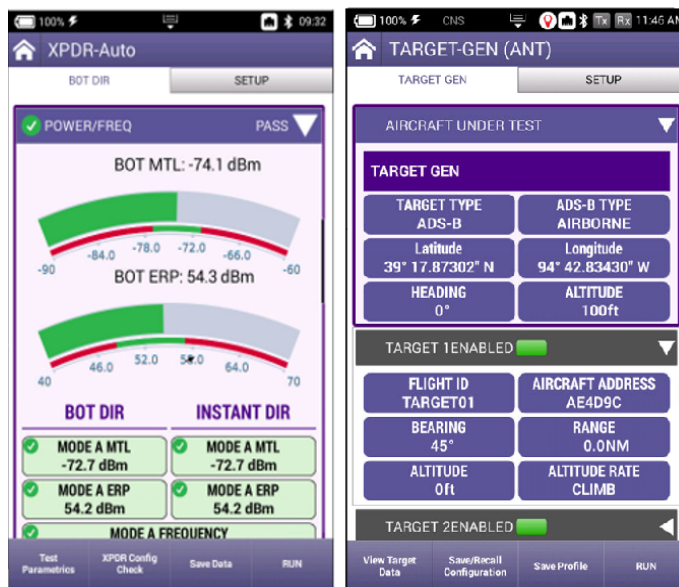 100%
09:32
XPDR-Auto
BOT DIR
SETUP
POWER/FREQ
PASS
BOT MTL: -74.1 dBm
-90
-84.0
-78.0
-72.0
-66.0
-60
BOT ERP: 54.3 dBm
40
46.0
52.0
58.0
64.0
70
BOT DIR
INSTANT DIR
MODE A MTL
-72.7 dBm
MODE A MTL
-72.7 dBm
MODE A ERP
54.2 dBm
MODE A ERP
54.2 dBm
MODE A FREQUENCY
Test
Parametrics
XPDR Config
Check
Save Data
RUN
100%
CNS
Tx
Rx
11:46 AM
TARGET-GEN (ANT)
TARGET GEN
SETUP
AIRCRAFT UNDER TEST
TARGET GEN
TARGET TYPE
ADS-B
ADS-B TYPE
AIRBORNE
Latitude
39° 17.87302" N
Longitude
94° 42.83430" W
HEADING
0°
ALTITUDE
100ft
TARGET 1ENABLED
FLIGHT ID
TARGET01
AIRCRAFT ADDRESS
AE4D9C
BEARING
45°
RANGE
0.0NM
ALTITUDE
0ft
ALTITUDE RATE
CLIMB
TARGET 2ENABLED
View Target
Data
Save/Recall
Configuration
Save Profile
RUN